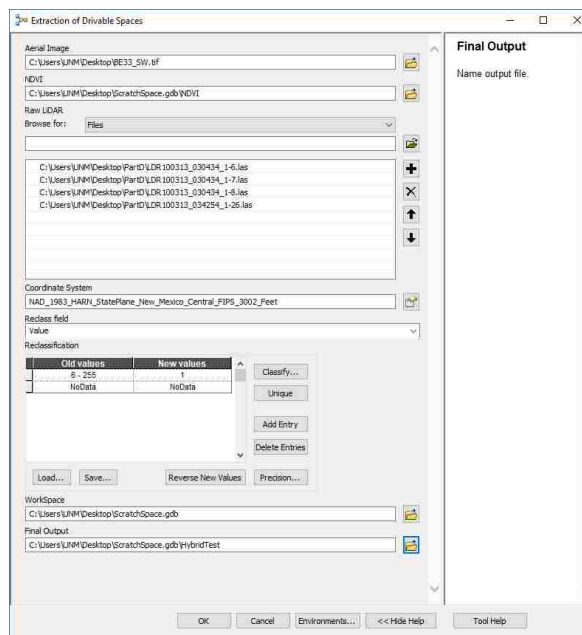 Extraction of Drivable Spaces
Aerial Image
C:\Users\UNM\Desktop\BE33_SW.tif
NDVI
C:\Users\UNM\Desktop\ScratchSpace.gdb\NDVI
Raw LiDAR
Browse for: Files
C:\Users\UNM\Desktop\PartD\LDR100313_030434_1-6.las
C:\Users\UNM\Desktop\PartD\LDR100313_030434_1-7.las
C:\Users\UNM\Desktop\PartD\LDR100313_030434_1-8.las
C:\Users\UNM\Desktop\PartD\LDR100313_034254_1-26.las
Coordinate System
NAD_1983_HARN_StatePlane_New_Mexico_Central_FIPS_3002_Feet
Reclass field
Value
Reclassification
Old values New values
6 - 255 1
NoData NoData
Classify...
Unique
Add Entry
Delete Entries
Load... Save... Reverse New Values Precision...
WorkSpace
C:\Users\UNM\Desktop\ScratchSpace.gdb
Final Output
C:\Users\UNM\Desktop\ScratchSpace.gdb\HybridTest
OK Cancel Environments... << Hide Help Tool Help
Final Output
Name output file.